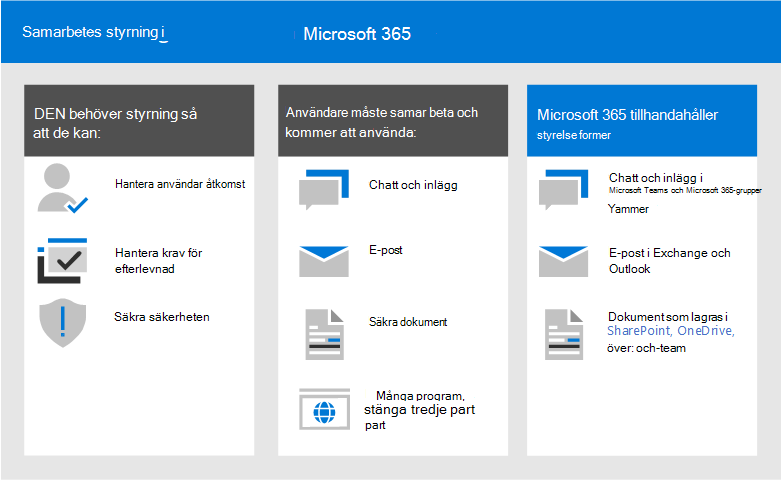 Samarbetes styrning i
Microsoft 365
DEN behöver styrning så
att de kan:
Hantera användar åtkomst
Hantera krav för
efterlevnad
Säkra säkerheten
Användare måste samar beta och
kommer att använda:
Chatt och inlägg
E-post
Säkra dokument
Många program,
stänga tredje part
part
Microsoft 365 tillhandahåller
styrelse former
Chatt och inlägg i
Microsoft Teams och Microsoft 365-grupper
Yammer
E-post i Exchange och
Outlook
Dokument som lagras i
SharePoint, OneDrive,
över: och-team